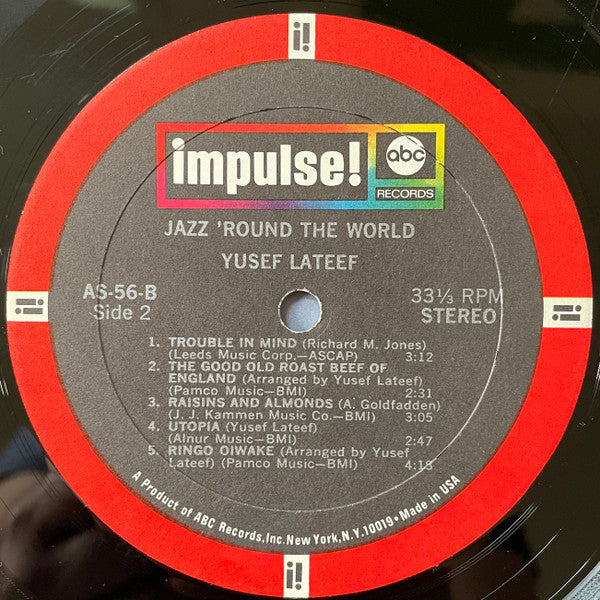 impulse!
abc
RECORDS
JAZZ 'ROUND THE WORLD
YUSEF LATEEF
AS-56-B
Side 2
33⅓ RPM
STEREO
1. TROUBLE IN MIND (Richard M. Jones)
(Leeds Music Corp.—ASCAP) 3:12
2. THE GOOD OLD ROAST BEEF OF
ENGLAND (Arranged by Yusef Lateef)
(Pamco Music—BMI) 2:31
3. RAISINS AND ALMONDS (A. Goldfadden)
(J. J. Kammen Music Co.—BMI) 3:05
4. UTOPIA (Yusef Lateef)
(Alnur Music—BMI) 2:47
5. RINGO OIWAKE (Arranged by Yusef
Lateef) (Pamco Music—BMI) 4:18
A Product of ABC Records, Inc. New York, N.Y. 10019 • Made in USA
i!
i!
i!
i!